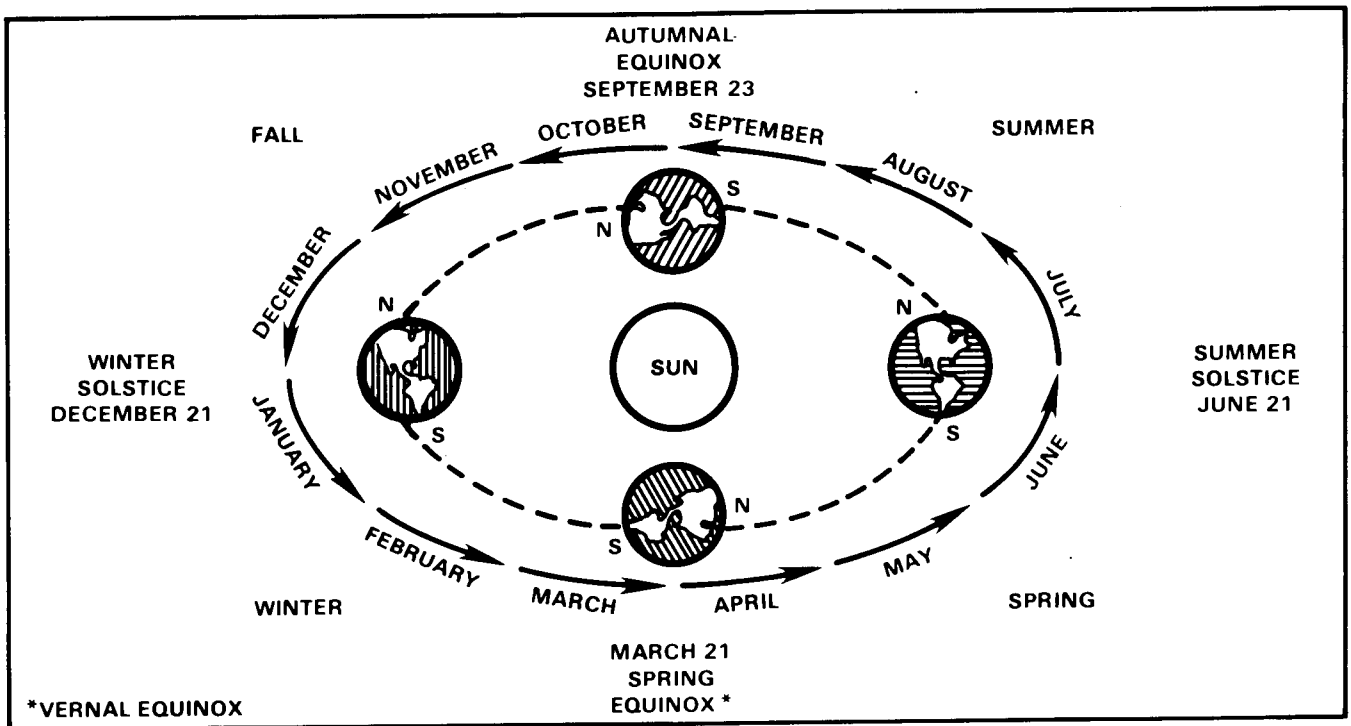 AUTUMNAL
EQUINOX
SEPTEMBER 23
FALL
OCTOBER
SEPTEMBER
SUMMER
NOVEMBER
AUGUST
S
N
DECEMBER
JULY
N
N
WINTER
SOLSTICE
DECEMBER 21
SUN
SUMMER
SOLSTICE
JUNE 21
JANUARY
S
S
JUNE
N
S
FEBRUARY
MAY
WINTER
MARCH
APRIL
SPRING
MARCH 21
SPRING
EQUINOX *
*VERNAL EQUINOX